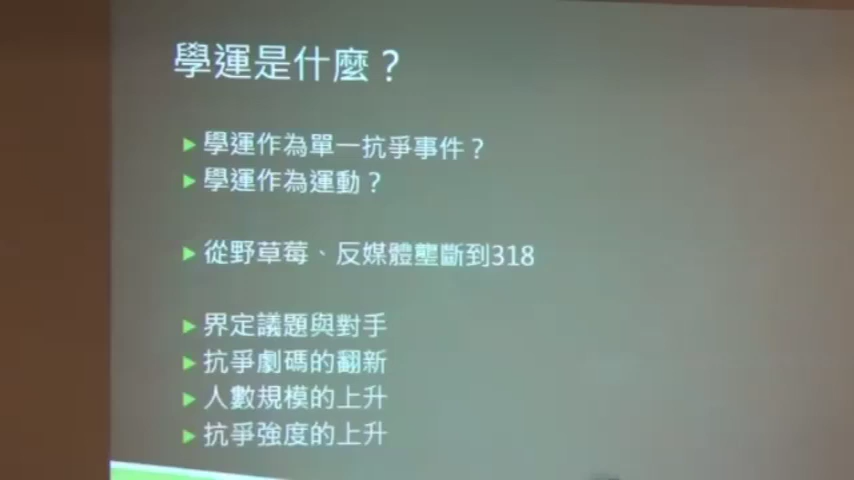 學運是什麼？
學運作為單一抗爭事件？
學運作為運動？
從野草莓、反媒體壟斷到318
界定議題與對手
抗爭劇碼的翻新
人數規模的上升
抗爭強度的上升